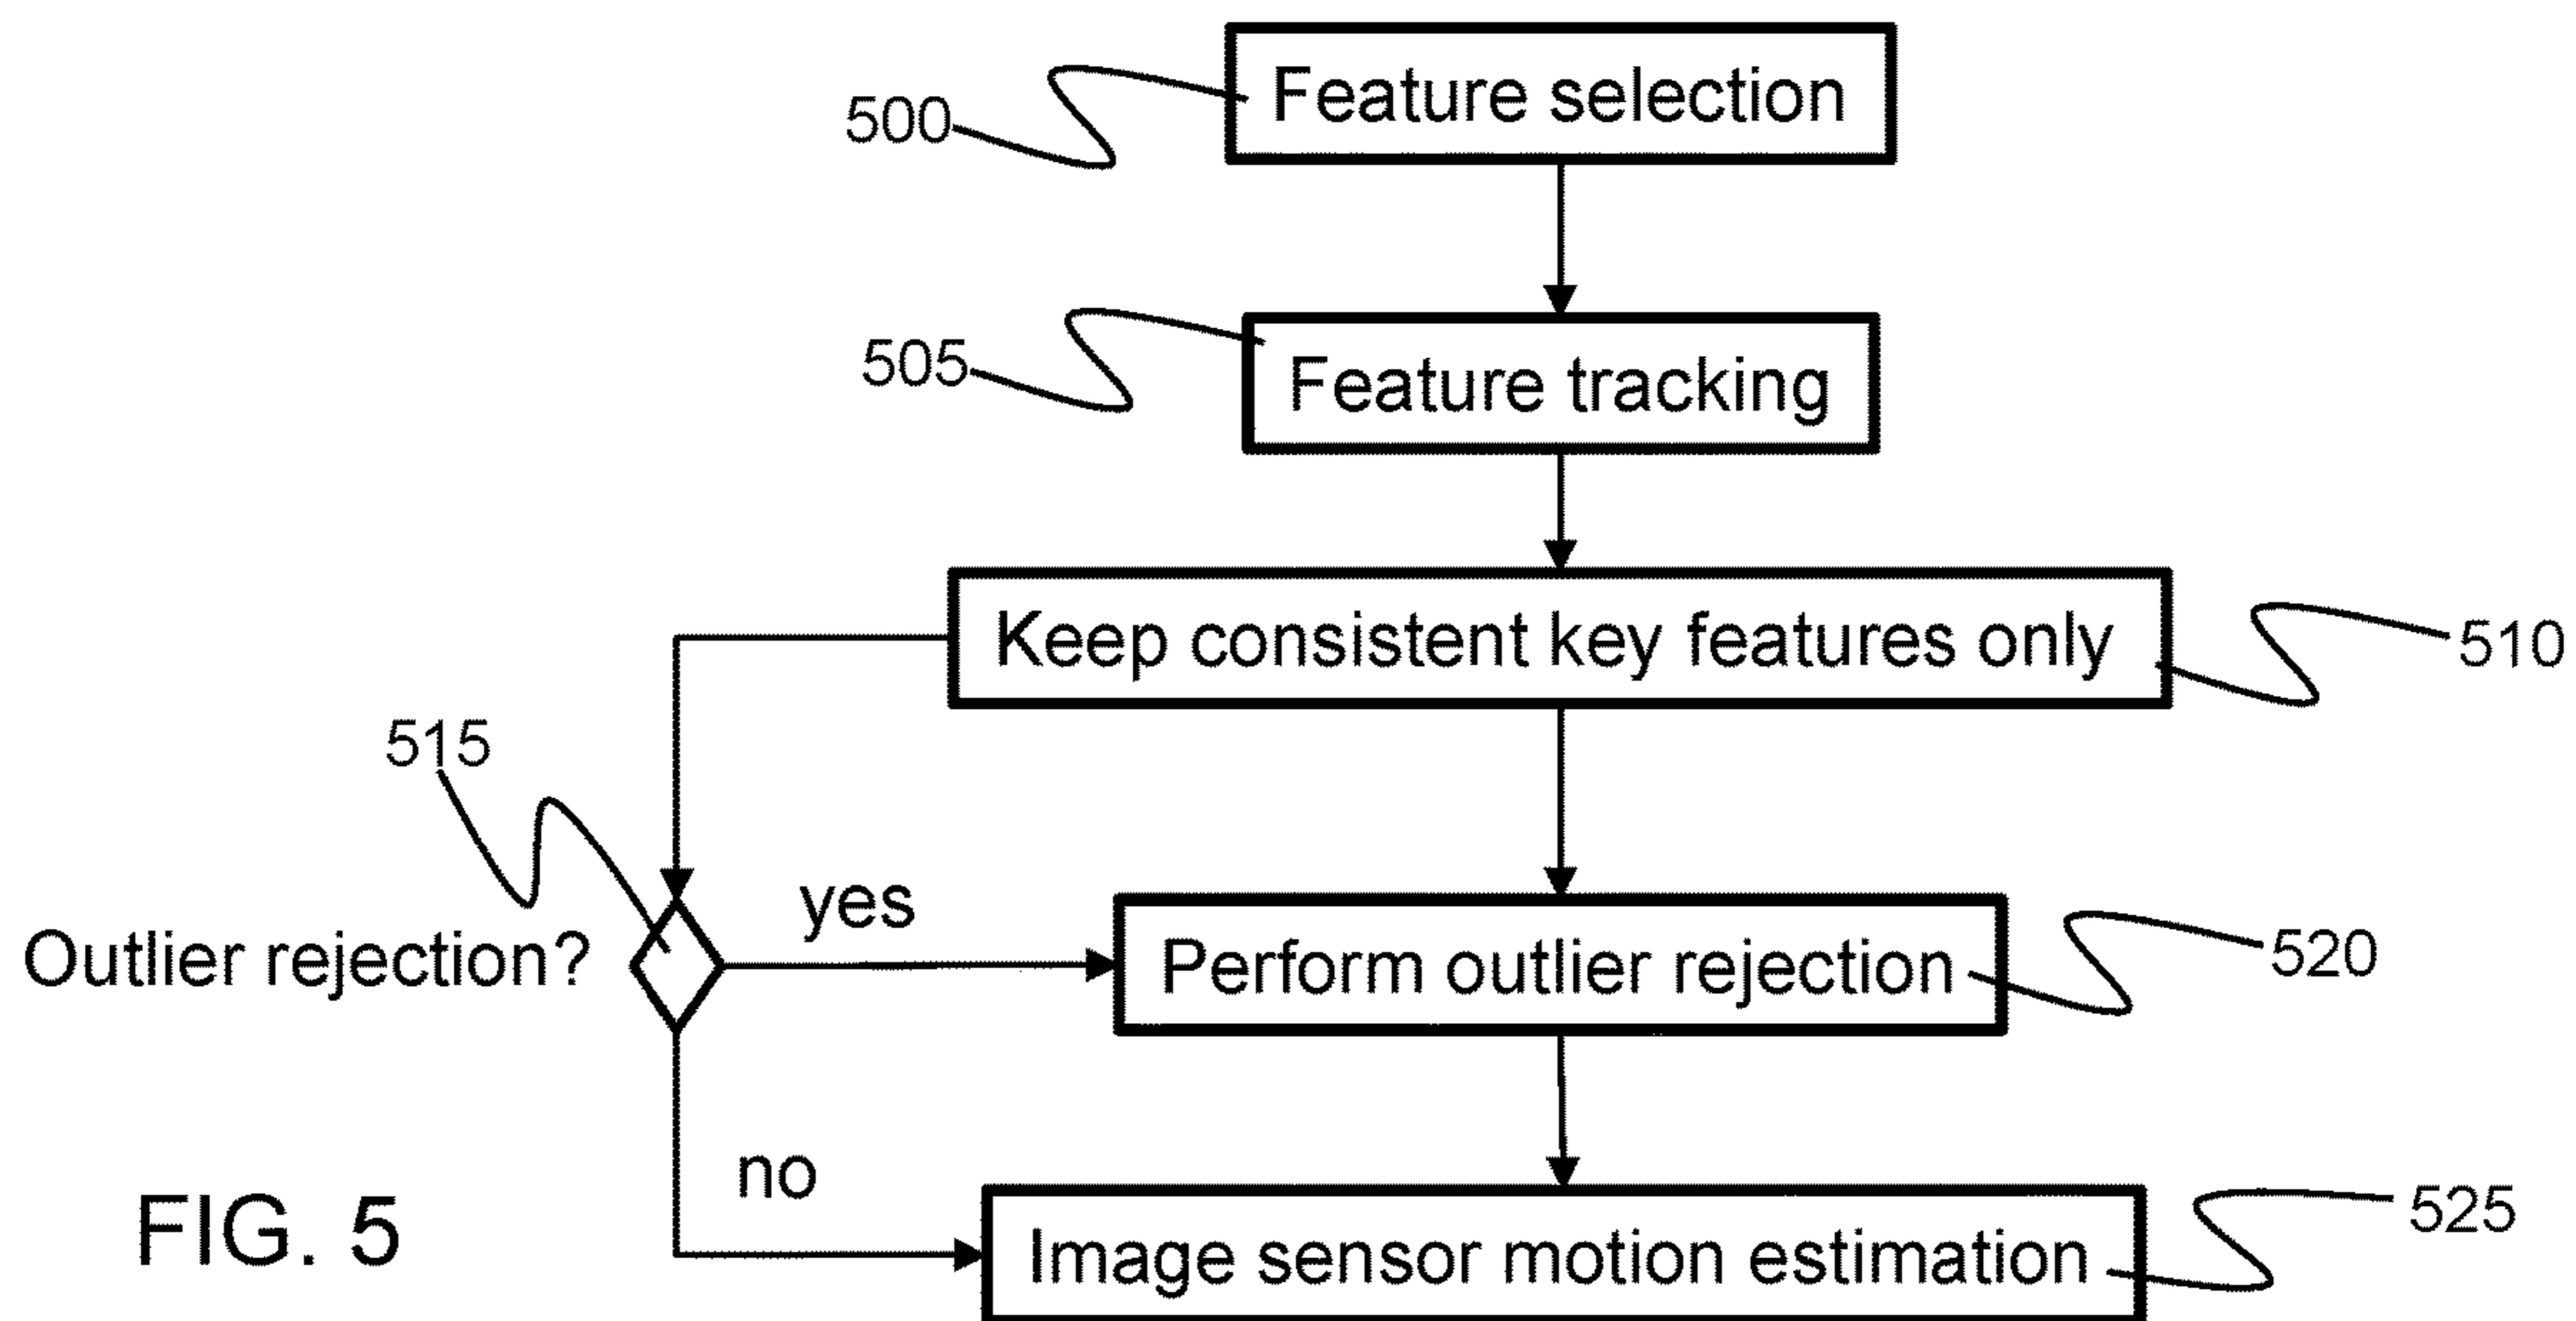 Feature selection
500
Feature tracking
505
Keep consistent key features only
510
515
yes
Outlier rejection?
Perform outlier rejection
520
no
Image sensor motion estimation
525
FIG. 5